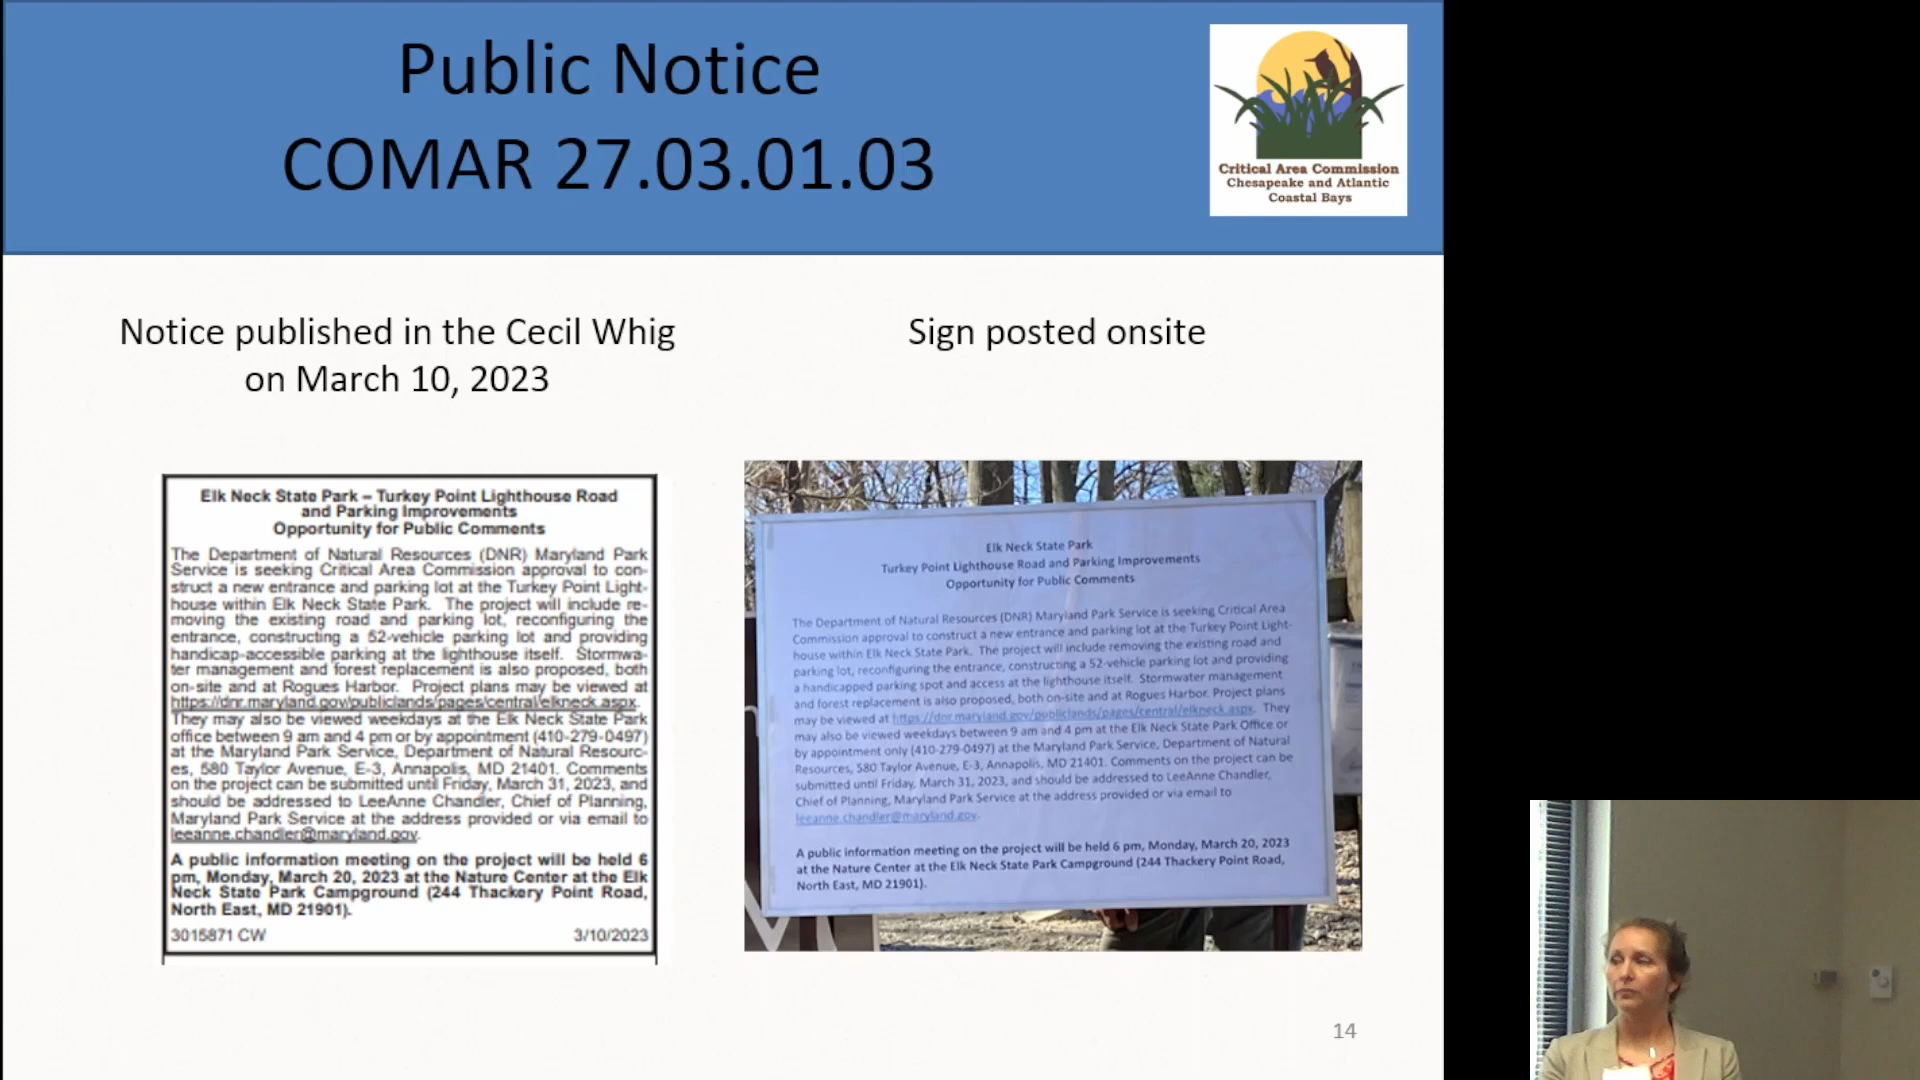 Public Notice
COMAR 27.03.01.03
Critical Area Commission
Chesapeake and Atlantic
Coastal Bays
Notice published in the Cecil Whig
on March 10, 2023
Sign posted onsite
Elk Neck State Park – Turkey Point Lighthouse Road
and Parking Improvements
Opportunity for Public Comments
The Department of Natural Resources (DNR) Maryland Park
Service is seeking Critical Area Commission approval to con-
struct a new entrance and parking lot at the Turkey Point Light-
house within Elk Neck State Park. The project will include re-
moving the existing road and parking lot, reconfiguring the
entrance, constructing a 52-vehicle parking lot and providing
handicap-accessible parking at the lighthouse itself. Stormwa-
ter management and forest replacement is also proposed, both
on-site and at Rogues Harbor. Project plans may be viewed at
https://dnr.maryland.gov/publiclands/pages/central/elkneck.aspx.
They may also be viewed weekdays at the Elk Neck State Park
office between 9 am and 4 pm or by appointment (410-279-0497)
at the Maryland Park Service, Department of Natural Resourc-
es, 580 Taylor Avenue, E-3, Annapolis, MD 21401. Comments
on the project can be submitted until Friday, March 31, 2023, and
should be addressed to LeeAnne Chandler, Chief of Planning,
Maryland Park Service at the address provided or via email to
leeanne.chandler@maryland.gov.
A public information meeting on the project will be held 6
pm, Monday, March 20, 2023 at the Nature Center at the Elk
Neck State Park Campground (244 Thackery Point Road,
North East, MD 21901).
3015871 CW 3/10/2023
Elk Neck State Park
Turkey Point Lighthouse Road and Parking Improvements
Opportunity for Public Comments
The Department of Natural Resources (DNR) Maryland Park Service is seeking Critical Area
Commission approval to construct a new entrance and parking lot at the Turkey Point Light-
house within Elk Neck State Park. The project will include removing the existing road and
parking lot, reconfiguring the entrance, constructing a 52-vehicle parking lot and providing
a handicapped parking spot and access at the lighthouse itself. Stormwater management
and forest replacement is also proposed, both on-site and at Rogues Harbor. Project plans
may be viewed at https://dnr.maryland.gov/publiclands/pages/central/elkneck.aspx. They
may also be viewed weekdays between 9 am and 4 pm at the Elk Neck State Park Office or
by appointment only (410-279-0497) at the Maryland Park Service, Department of Natural
Resources, 580 Taylor Avenue, E-3, Annapolis, MD 21401. Comments on the project can be
submitted until Friday, March 31, 2023, and should be addressed to LeeAnne Chandler,
Chief of Planning, Maryland Park Service at the address provided or via email to
leeanne.chandler@maryland.gov.
A public information meeting on the project will be held 6 pm, Monday, March 20, 2023
at the Nature Center at the Elk Neck State Park Campground (244 Thackery Point Road,
North East, MD 21901).
14